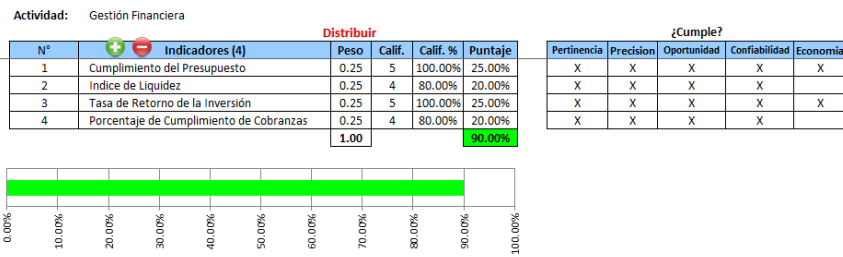 Actividad: Gestión Financiera
Distribuir ¿Cumple?
N° Indicadores (4) Peso Calif. Calif. % Puntaje Pertinencia Precision Oportunidad Confiabilidad Economia
1 Cumplimiento del Presupuesto 0.25 5 100.00% 25.00% X X X X X
2 Indice de Liquidez 0.25 4 80.00% 20.00% X X X X
3 Tasa de Retorno de la Inversión 0.25 5 100.00% 25.00% X X X X X
4 Porcentaje de Cumplimiento de Cobranzas 0.25 4 80.00% 20.00% X X X X
1.00 90.00%
0.00% 10.00% 20.00% 30.00% 40.00% 50.00% 60.00% 70.00% 80.00% 90.00% 100.00%